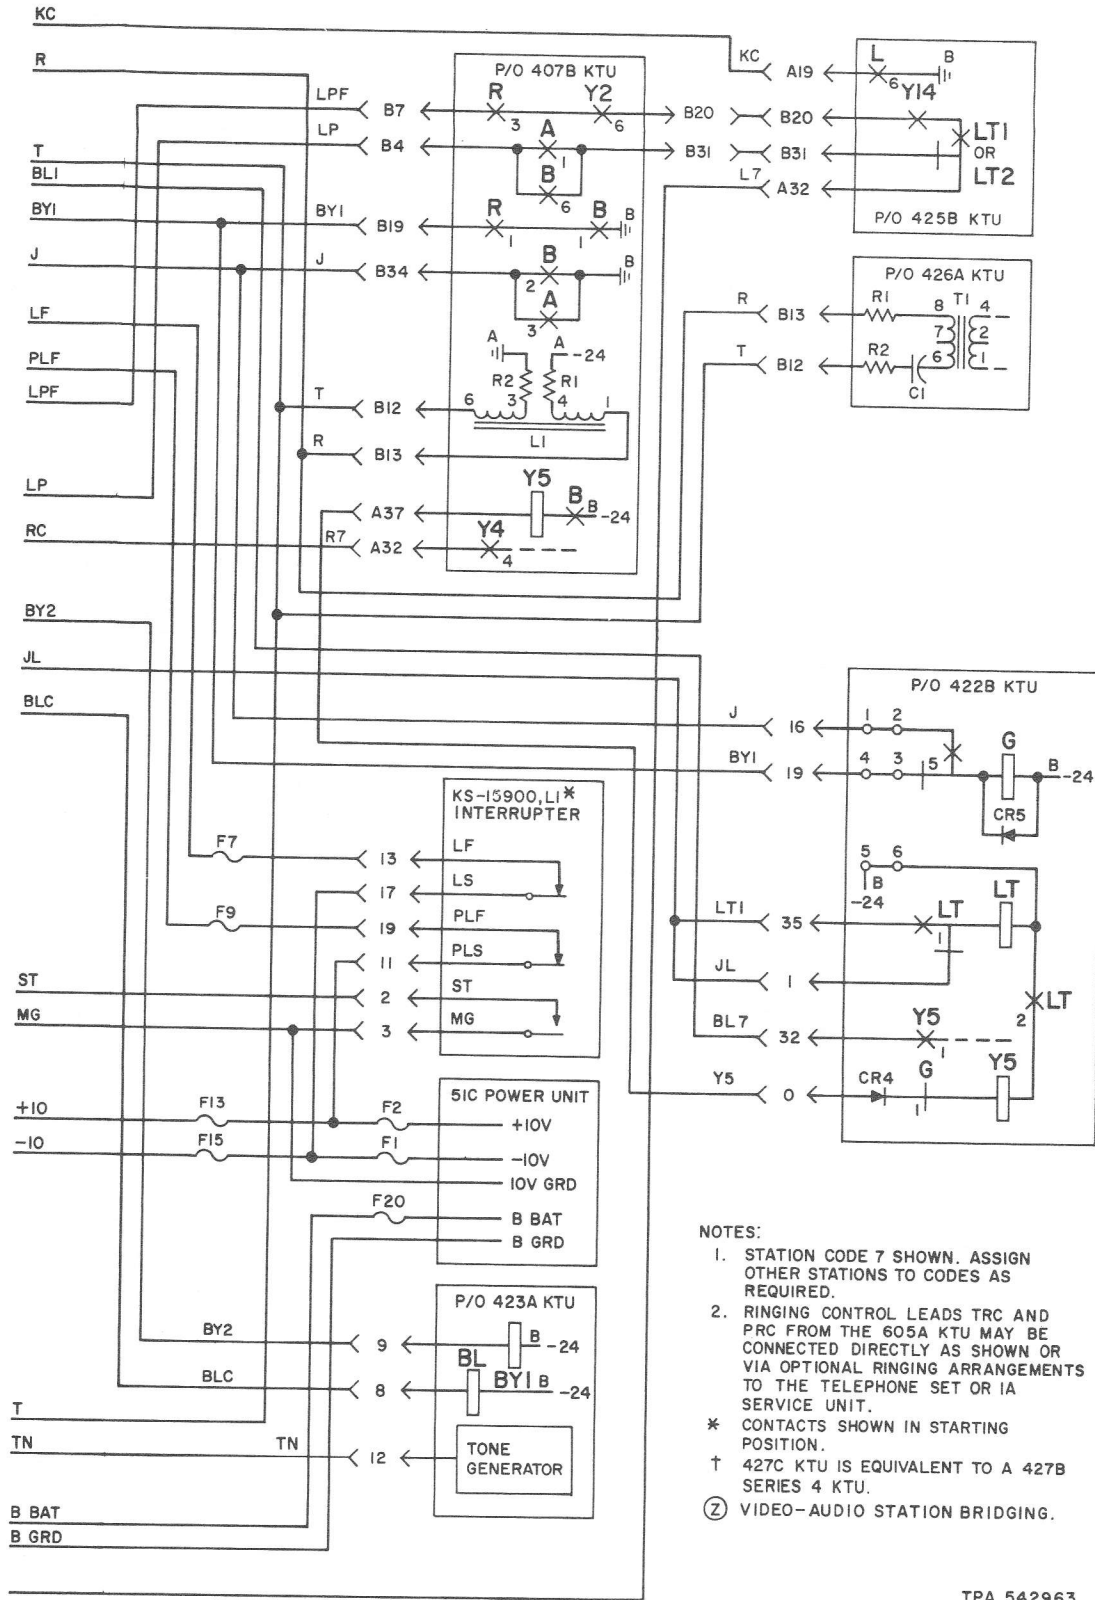 KC
R
T
BL1
BY1
J
LF
PLF
LPF
LP
RC
BY2
JL
BLC
ST
MG
+10
-10
T
TN
B BAT
B GRD
P/O 407B KTU
LPF B7 R 3 Y2 6 B20
LP B4 A 1 B31
B 6
BY1 B19 R 1 B 1 B
J B34 B 2 B
A 3
A A -24
R2 R1
T B12 6 3 4 1
L1
R B13
Y5
A37 B B -24
R7 A32 Y4 4
KC A19 L 6 B
B20 Y14
B31 LT1
OR
LT2
L7 A32
P/O 425B KTU
P/O 426A KTU
R B13 R1 8 T1 4
7 2
T B12 R2 C1 6 1
P/O 422B KTU
J 16 1 2
G
BY1 19 4 3 5 B -24
CR5
5 6
B
-24
LT1 35 LT 1 LT
JL 1
LT 2
BL7 32 Y5 1
Y5 0 CR4 G 1 Y5
KS-15900, L1*
INTERRUPTER
F7 13 LF
17 LS
F9 19 PLF
11 PLS
2 ST
3 MG
51C POWER UNIT
F13 F2 +10V
F15 F1 -10V
10V GRD
F20 B BAT
B GRD
P/O 423A KTU
BY2 9 B -24
BL BY1 B
BLC 8 -24
TN 12 TONE
GENERATOR
NOTES:
1. STATION CODE 7 SHOWN. ASSIGN
OTHER STATIONS TO CODES AS
REQUIRED.
2. RINGING CONTROL LEADS TRC AND
PRC FROM THE 605A KTU MAY BE
CONNECTED DIRECTLY AS SHOWN OR
VIA OPTIONAL RINGING ARRANGEMENTS
TO THE TELEPHONE SET OR 1A
SERVICE UNIT.
* CONTACTS SHOWN IN STARTING
POSITION.
† 427C KTU IS EQUIVALENT TO A 427B
SERIES 4 KTU.
Ⓩ VIDEO-AUDIO STATION BRIDGING.
TPA 542963